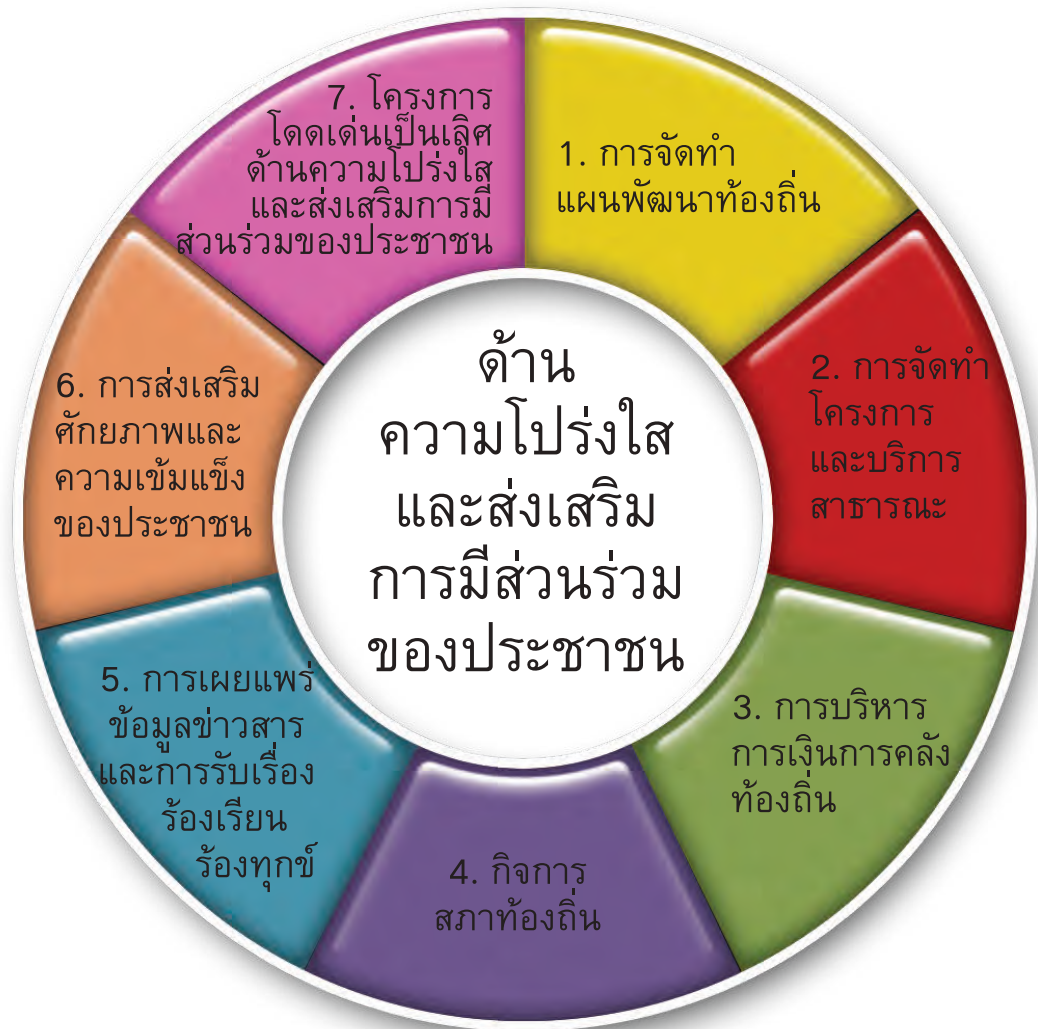 ด้าน
ความโปร่งใส
และส่งเสริม
การมีส่วนร่วม
ของประชาชน
1. การจัดทำ
แผนพัฒนาท้องถิ่น
2. การจัดทำ
โครงการ
และบริการ
สาธารณะ
3. การบริหาร
การเงินการคลัง
ท้องถิ่น
4. กิจการ
สภาท้องถิ่น
5. การเผยแพร่
ข้อมูลข่าวสาร
และการรับเรื่อง
ร้องเรียน
ร้องทุกข์
6. การส่งเสริม
ศักยภาพและ
ความเข้มแข็ง
ของประชาชน
7. โครงการ
โดดเด่นเป็นเลิศ
ด้านความโปร่งใส
และส่งเสริมการมี
ส่วนร่วมของประชาชน